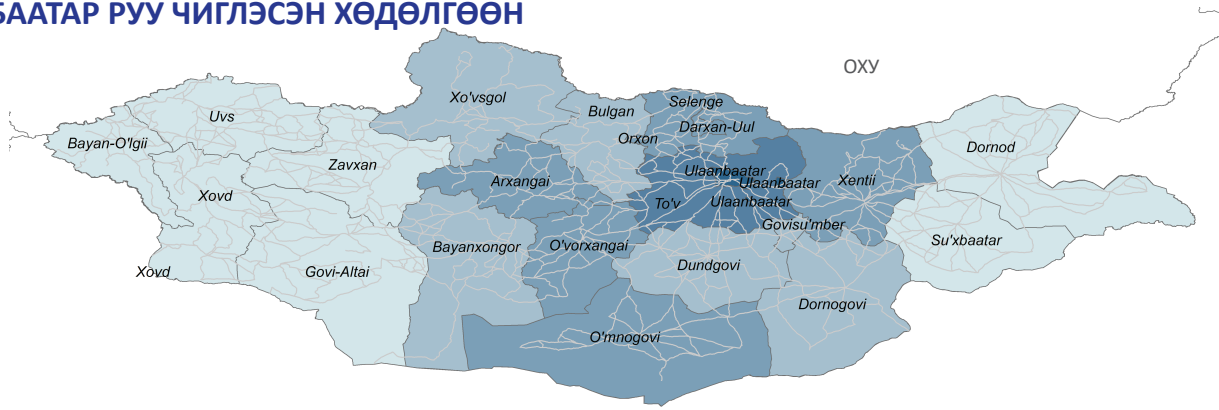 БААТАР РУУ ЧИГЛЭСЭН ХӨДӨЛГӨӨН
ОХУ
Xo'vsgol
Selenge
Uvs
Bulgan
Darxan-Uul
Bayan-O'lgii
Orxon
Dornod
Zavxan
Ulaanbaatar
Arxangai
Ulaanbaatar
Xentii
Xovd
To'v
Ulaanbaatar
Govisu'mber
Su'xbaatar
Bayanxongor
O'vorxangai
Dundgovi
Xovd
Govi-Altai
Dornogovi
O'mnogovi